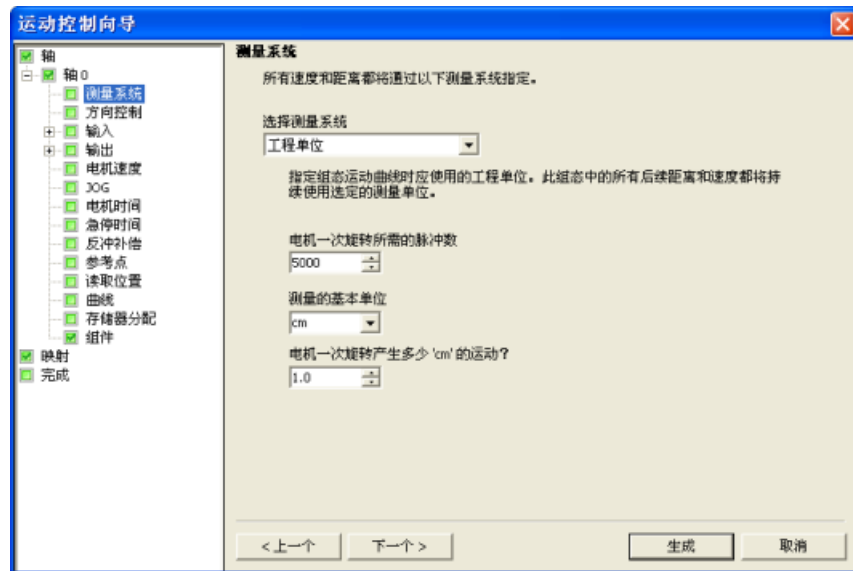 运动控制向导
轴
轴0
测量系统
方向控制
输入
输出
电机速度
JOG
电机时间
急停时间
反冲补偿
参考点
读取位置
曲线
存储器分配
组件
映射
完成
测量系统
所有速度和距离都将通过以下测量系统指定。
选择测量系统
工程单位
指定组态运动曲线时应使用的工程单位。此组态中的所有后续距离和速度都将持
续使用选定的测量单位。
电机一次旋转所需的脉冲数
5000
测量的基本单位
cm
电机一次旋转产生多少 'cm' 的运动？
1.0
<上一个
下一个>
生成
取消